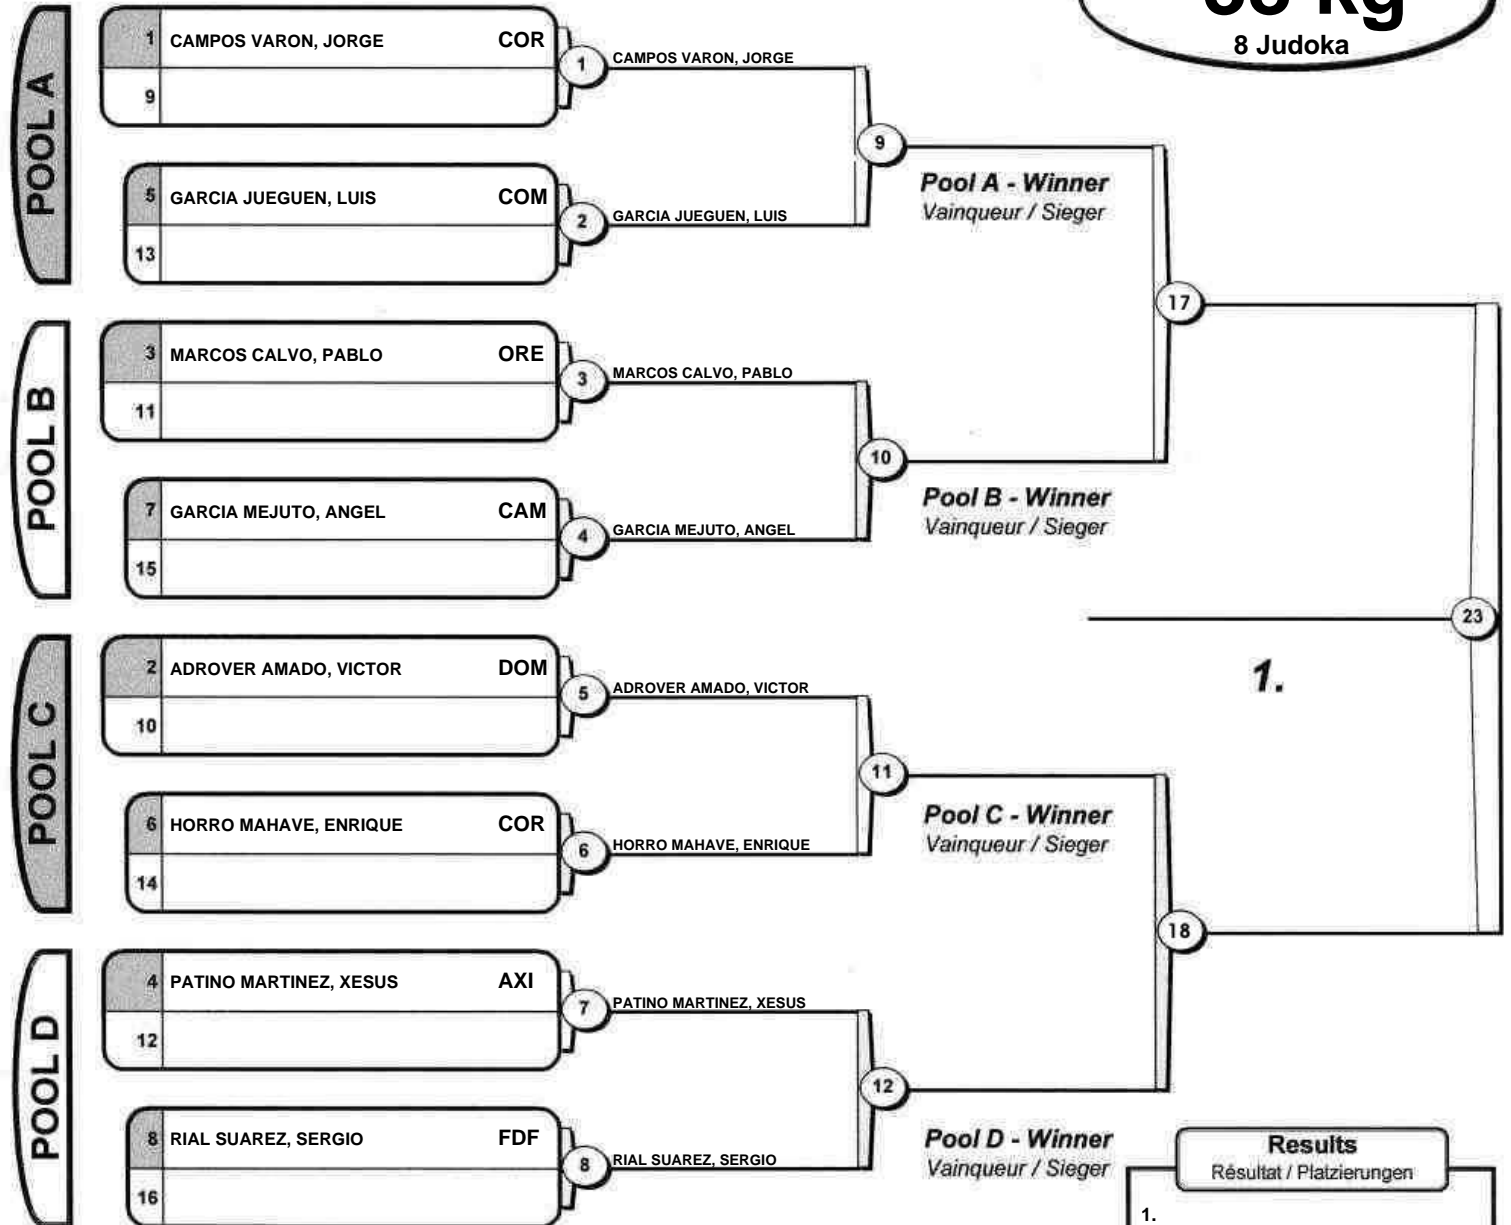 kg
8 Judoka
POOL A
1 CAMPOS VARON, JORGE COR
9
1
CAMPOS VARON, JORGE
5 GARCIA JUEGUEN, LUIS COM
13
2
GARCIA JUEGUEN, LUIS
9
Pool A - Winner
Vainqueur / Sieger
POOL B
3 MARCOS CALVO, PABLO ORE
11
3
MARCOS CALVO, PABLO
7 GARCIA MEJUTO, ANGEL CAM
15
4
GARCIA MEJUTO, ANGEL
10
Pool B - Winner
Vainqueur / Sieger
17
POOL C
2 ADROVER AMADO, VICTOR DOM
10
5
ADROVER AMADO, VICTOR
6 HORRO MAHAVE, ENRIQUE COR
14
6
HORRO MAHAVE, ENRIQUE
11
Pool C - Winner
Vainqueur / Sieger
POOL D
4 PATINO MARTINEZ, XESUS AXI
12
7
PATINO MARTINEZ, XESUS
8 RIAL SUAREZ, SERGIO FDF
16
8
RIAL SUAREZ, SERGIO
12
Pool D - Winner
Vainqueur / Sieger
18
23
1.
Results
Résultat / Platzierungen
1.